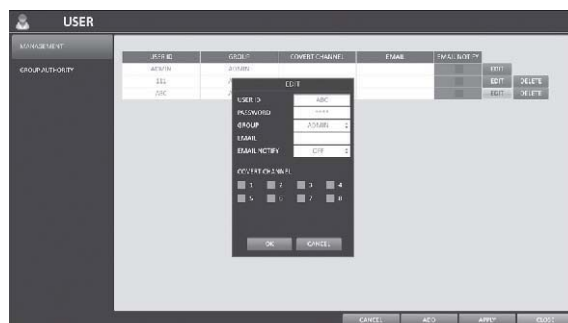 USER
MANAGEMENT
GROUP AUTHORITY
USER ID GROUP COVERT CHANNEL EMAIL EMAIL NOTIFY
ADMIN ADMIN EDIT
111 EDIT DELETE
ABC EDIT DELETE
EDIT
USER ID ABC
PASSWORD ****
GROUP ADMIN
EMAIL
EMAIL NOTIFY OFF
COVERT CHANNEL
1 2 3 4
5 6 7 8
OK CANCEL
CANCEL ADD APPLY CLOSE